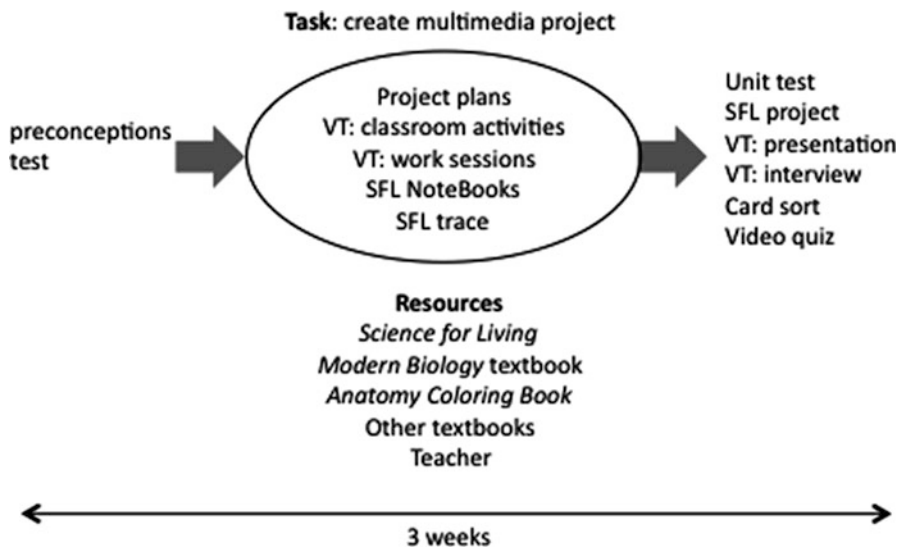 Task: create multimedia project
preconceptions
test
Project plans
VT: classroom activities
VT: work sessions
SFL NoteBooks
SFL trace
Unit test
SFL project
VT: presentation
VT: interview
Card sort
Video quiz
Resources
Science for Living
Modern Biology textbook
Anatomy Coloring Book
Other textbooks
Teacher
3 weeks